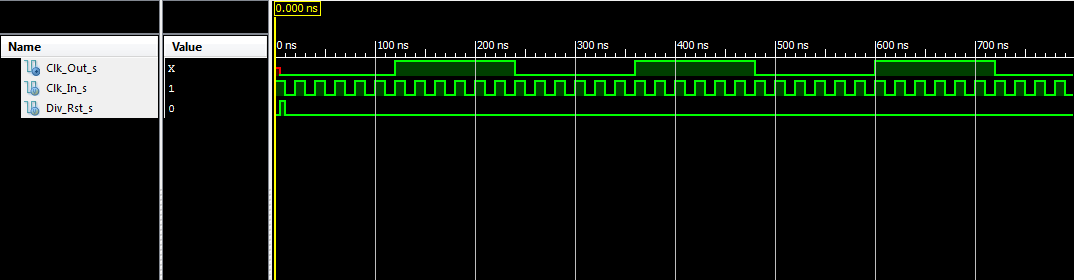 0.000 ns
Name Value 0 ns 100 ns 200 ns 300 ns 400 ns 500 ns 600 ns 700 ns
Clk_Out_s X
Clk_In_s 1
Div_Rst_s 0